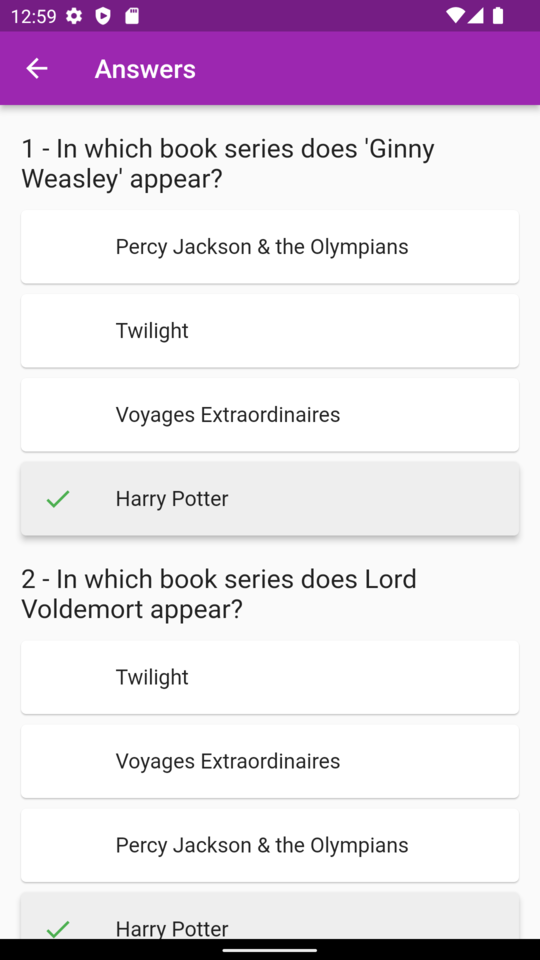 12:59
Answers
1 - In which book series does 'Ginny
Weasley' appear?
Percy Jackson & the Olympians
Twilight
Voyages Extraordinaires
Harry Potter
2 - In which book series does Lord
Voldemort appear?
Twilight
Voyages Extraordinaires
Percy Jackson & the Olympians
Harry Potter